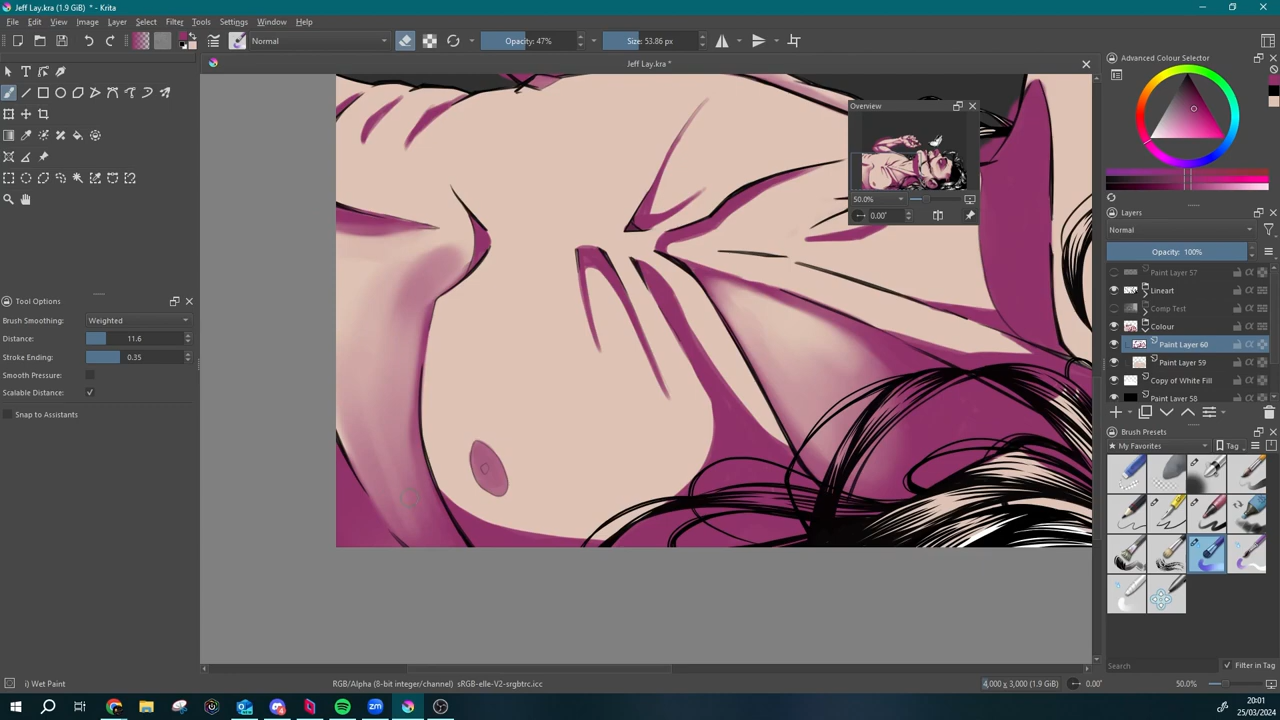 Jeff Lay.kra (1.9 GiB) * - Krita
File Edit View Image Layer Select Filter Tools Settings Window Help
Normal
Opacity: 47%
Size: 53.86 px
Jeff Lay.kra *
Advanced Colour Selector
Overview
50.0%
0.00°
Layers
Normal
Opacity: 100%
Paint Layer 57
Lineart
Comp Test
Colour
Paint Layer 60
Paint Layer 59
Copy of White Fill
Paint Layer 58
Tool Options
Brush Smoothing: Weighted
Distance: 11.6
Stroke Ending: 0.35
Smooth Pressure:
Scalable Distance:
Snap to Assistants
Brush Presets
My Favorites
Tag
Search
Filter in Tag
i) Wet Paint
RGB/Alpha (8-bit integer/channel) sRGB-elle-V2-srgbtrc.icc
4,000 x 3,000 (1.9 GiB)
0.00°
50.0%
zm
20:01
25/03/2024